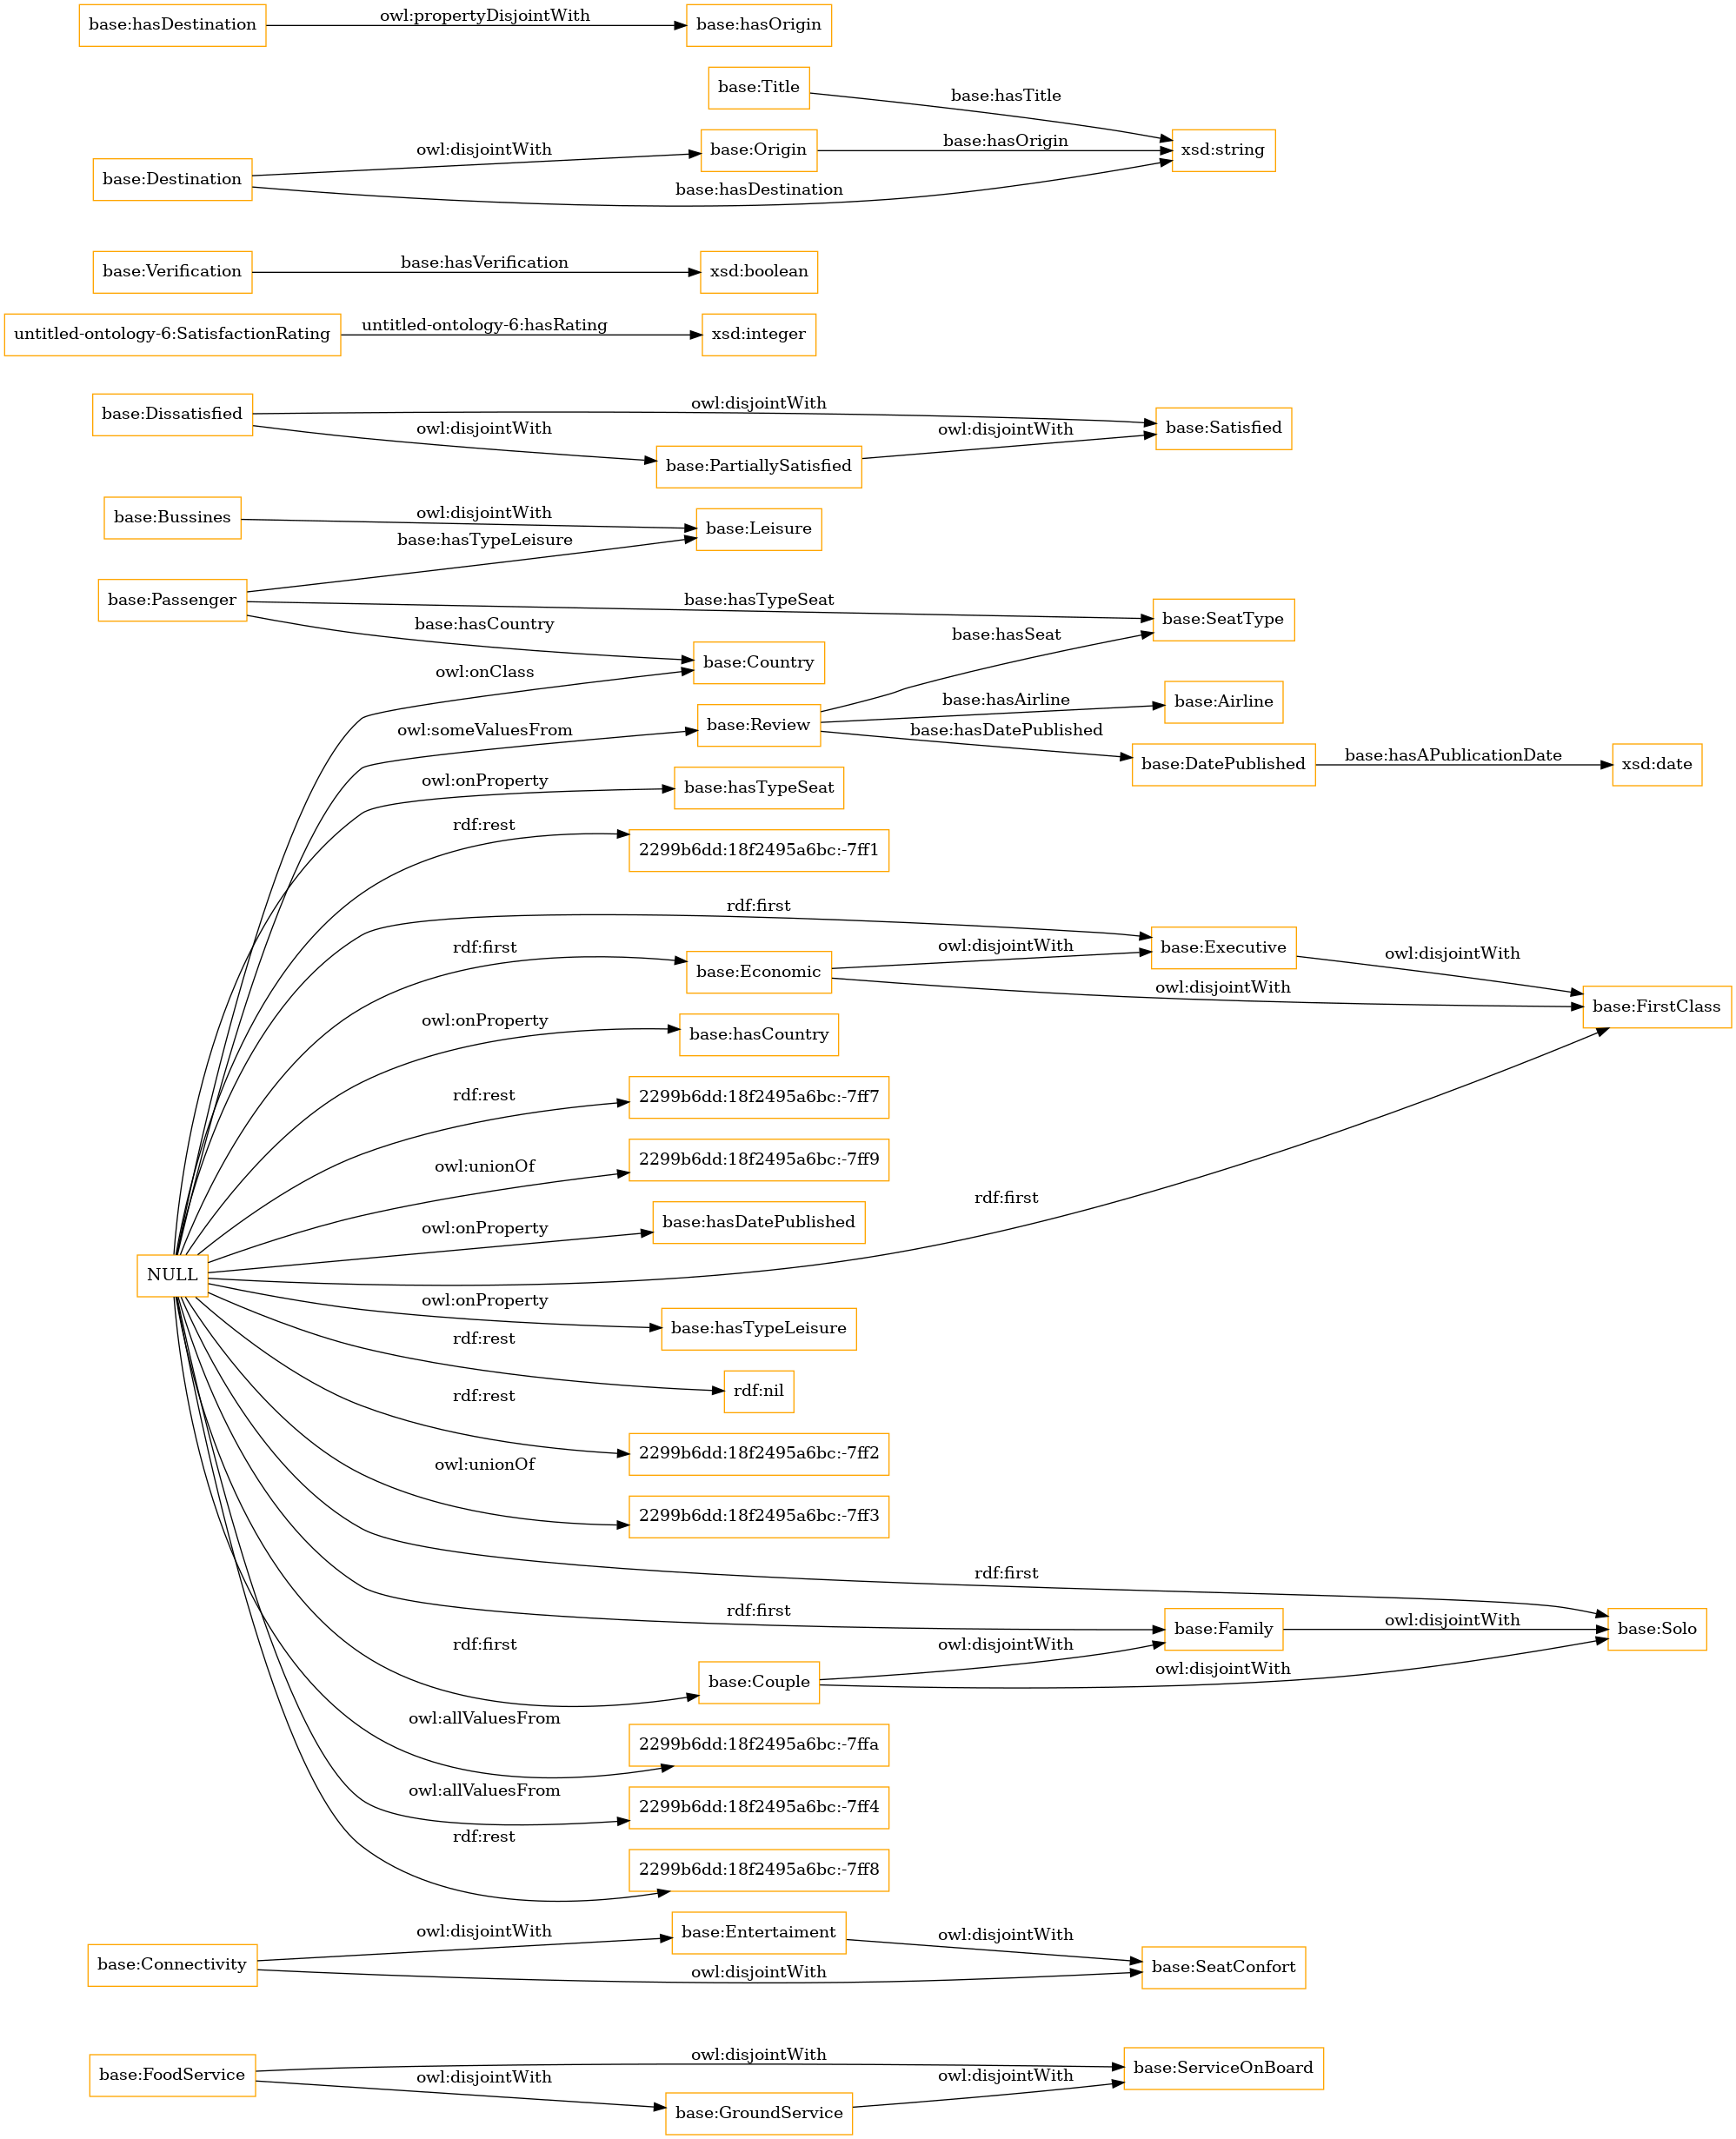 base:hasDestination
owl:propertyDisjointWith
base:hasOrigin
base:Title
base:hasTitle
base:Destination
owl:disjointWith
base:Origin
base:hasOrigin
xsd:string
base:hasDestination
base:Verification
base:hasVerification
xsd:boolean
untitled-ontology-6:SatisfactionRating
untitled-ontology-6:hasRating
xsd:integer
base:Dissatisfied
owl:disjointWith
base:Satisfied
owl:disjointWith
base:PartiallySatisfied
owl:disjointWith
base:Bussines
owl:disjointWith
base:Leisure
base:hasTypeLeisure
base:Passenger
base:hasTypeSeat
base:SeatType
base:hasCountry
base:Country
owl:onClass
base:hasSeat
owl:someValuesFrom
base:Review
base:hasAirline
base:Airline
base:hasDatePublished
base:DatePublished
base:hasAPublicationDate
xsd:date
owl:onProperty
base:hasTypeSeat
rdf:rest
2299b6dd:18f2495a6bc:-7ff1
rdf:first
base:Executive
owl:disjointWith
rdf:first
base:Economic
owl:disjointWith
owl:disjointWith
base:FirstClass
owl:onProperty
base:hasCountry
rdf:rest
2299b6dd:18f2495a6bc:-7ff7
owl:unionOf
2299b6dd:18f2495a6bc:-7ff9
rdf:first
owl:onProperty
base:hasDatePublished
NULL
owl:onProperty
base:hasTypeLeisure
rdf:rest
rdf:nil
rdf:rest
2299b6dd:18f2495a6bc:-7ff2
owl:unionOf
2299b6dd:18f2495a6bc:-7ff3
rdf:first
rdf:first
base:Family
owl:disjointWith
base:Solo
rdf:first
base:Couple
owl:disjointWith
owl:disjointWith
owl:allValuesFrom
2299b6dd:18f2495a6bc:-7ffa
owl:allValuesFrom
2299b6dd:18f2495a6bc:-7ff4
rdf:rest
2299b6dd:18f2495a6bc:-7ff8
base:Connectivity
owl:disjointWith
base:Entertaiment
owl:disjointWith
owl:disjointWith
base:SeatConfort
base:FoodService
owl:disjointWith
base:ServiceOnBoard
owl:disjointWith
base:GroundService
owl:disjointWith